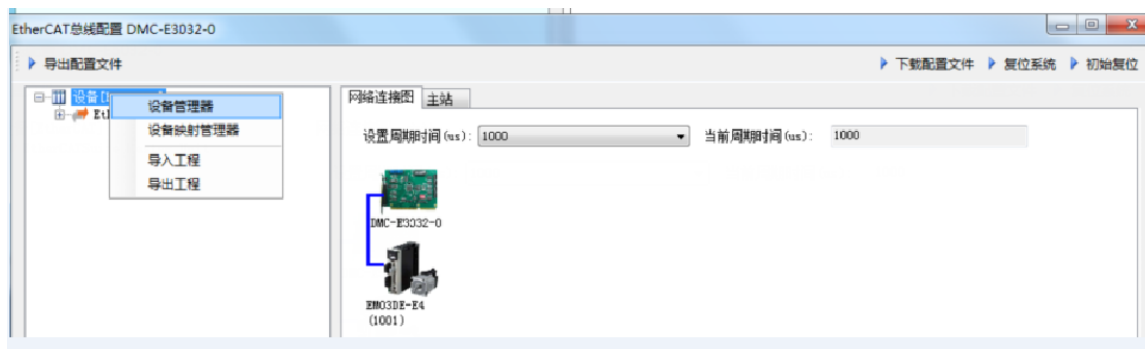 EtherCAT总线配置 DMC-E3032-0
导出配置文件
下载配置文件 复位系统 初始复位
设备
设备管理器
设备映射管理器
导入工程
导出工程
网络连接图 主站
设置周期时间(us): 1000 当前周期时间(us): 1000
DMC-E3032-0
EM03DE-E4
(1001)